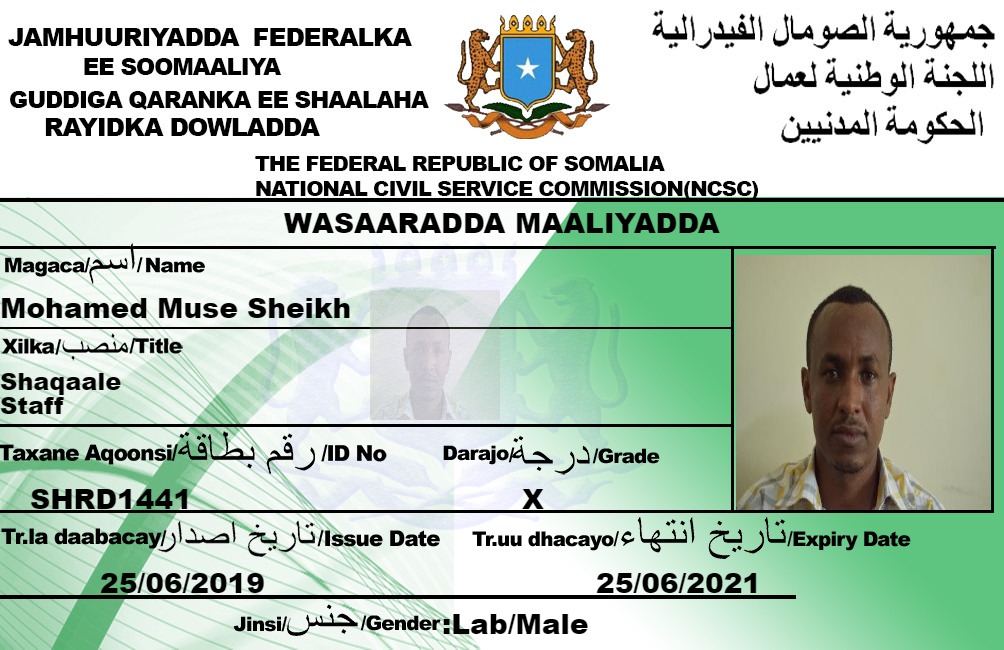 JAMHUURIYADDA FEDERALKA
EE SOOMAALIYA
GUDDIGA QARANKA EE SHAALAHA
RAYIDKA DOWLADDA
جمهورية الصومال الفيدرالية
اللجنة الوطنية لعمال
الحكومة المدنيين
THE FEDERAL REPUBLIC OF SOMALIA
NATIONAL CIVIL SERVICE COMMISSION(NCSC)
WASAARADDA MAALIYADDA
Magaca/اسم/Name
Mohamed Muse Sheikh
Xilka/منصب/Title
Shaqaale
Staff
Taxane Aqoonsi/رقم بطاقة/ID No
SHRD1441
Darajo/درجة/Grade
X
Tr.la daabacay/تاريخ اصدار/Issue Date
25/06/2019
Tr.uu dhacayo/تاريخ انتهاء/Expiry Date
25/06/2021
Jinsi/جنس/Gender:Lab/Male